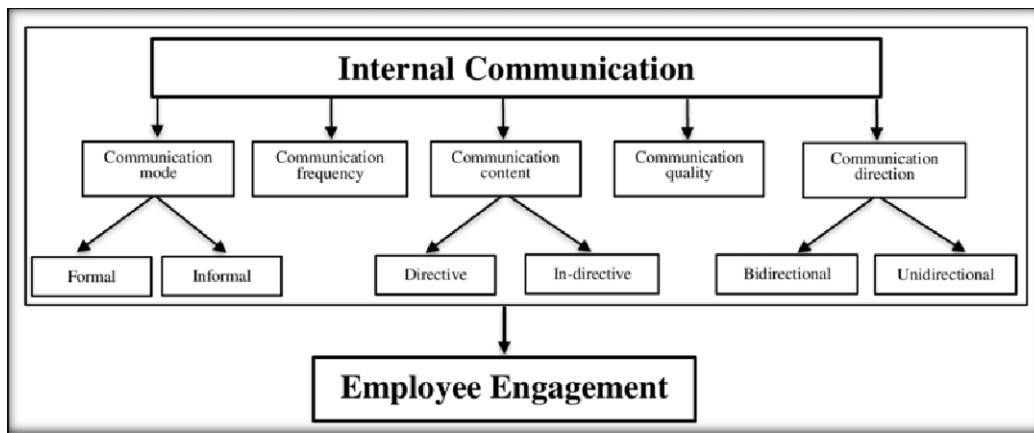 Internal Communication
Communication
mode
Communication
frequency
Communication
content
Communication
quality
Communication
direction
Formal
Informal
Directive
In-directive
Bidirectional
Unidirectional
Employee Engagement